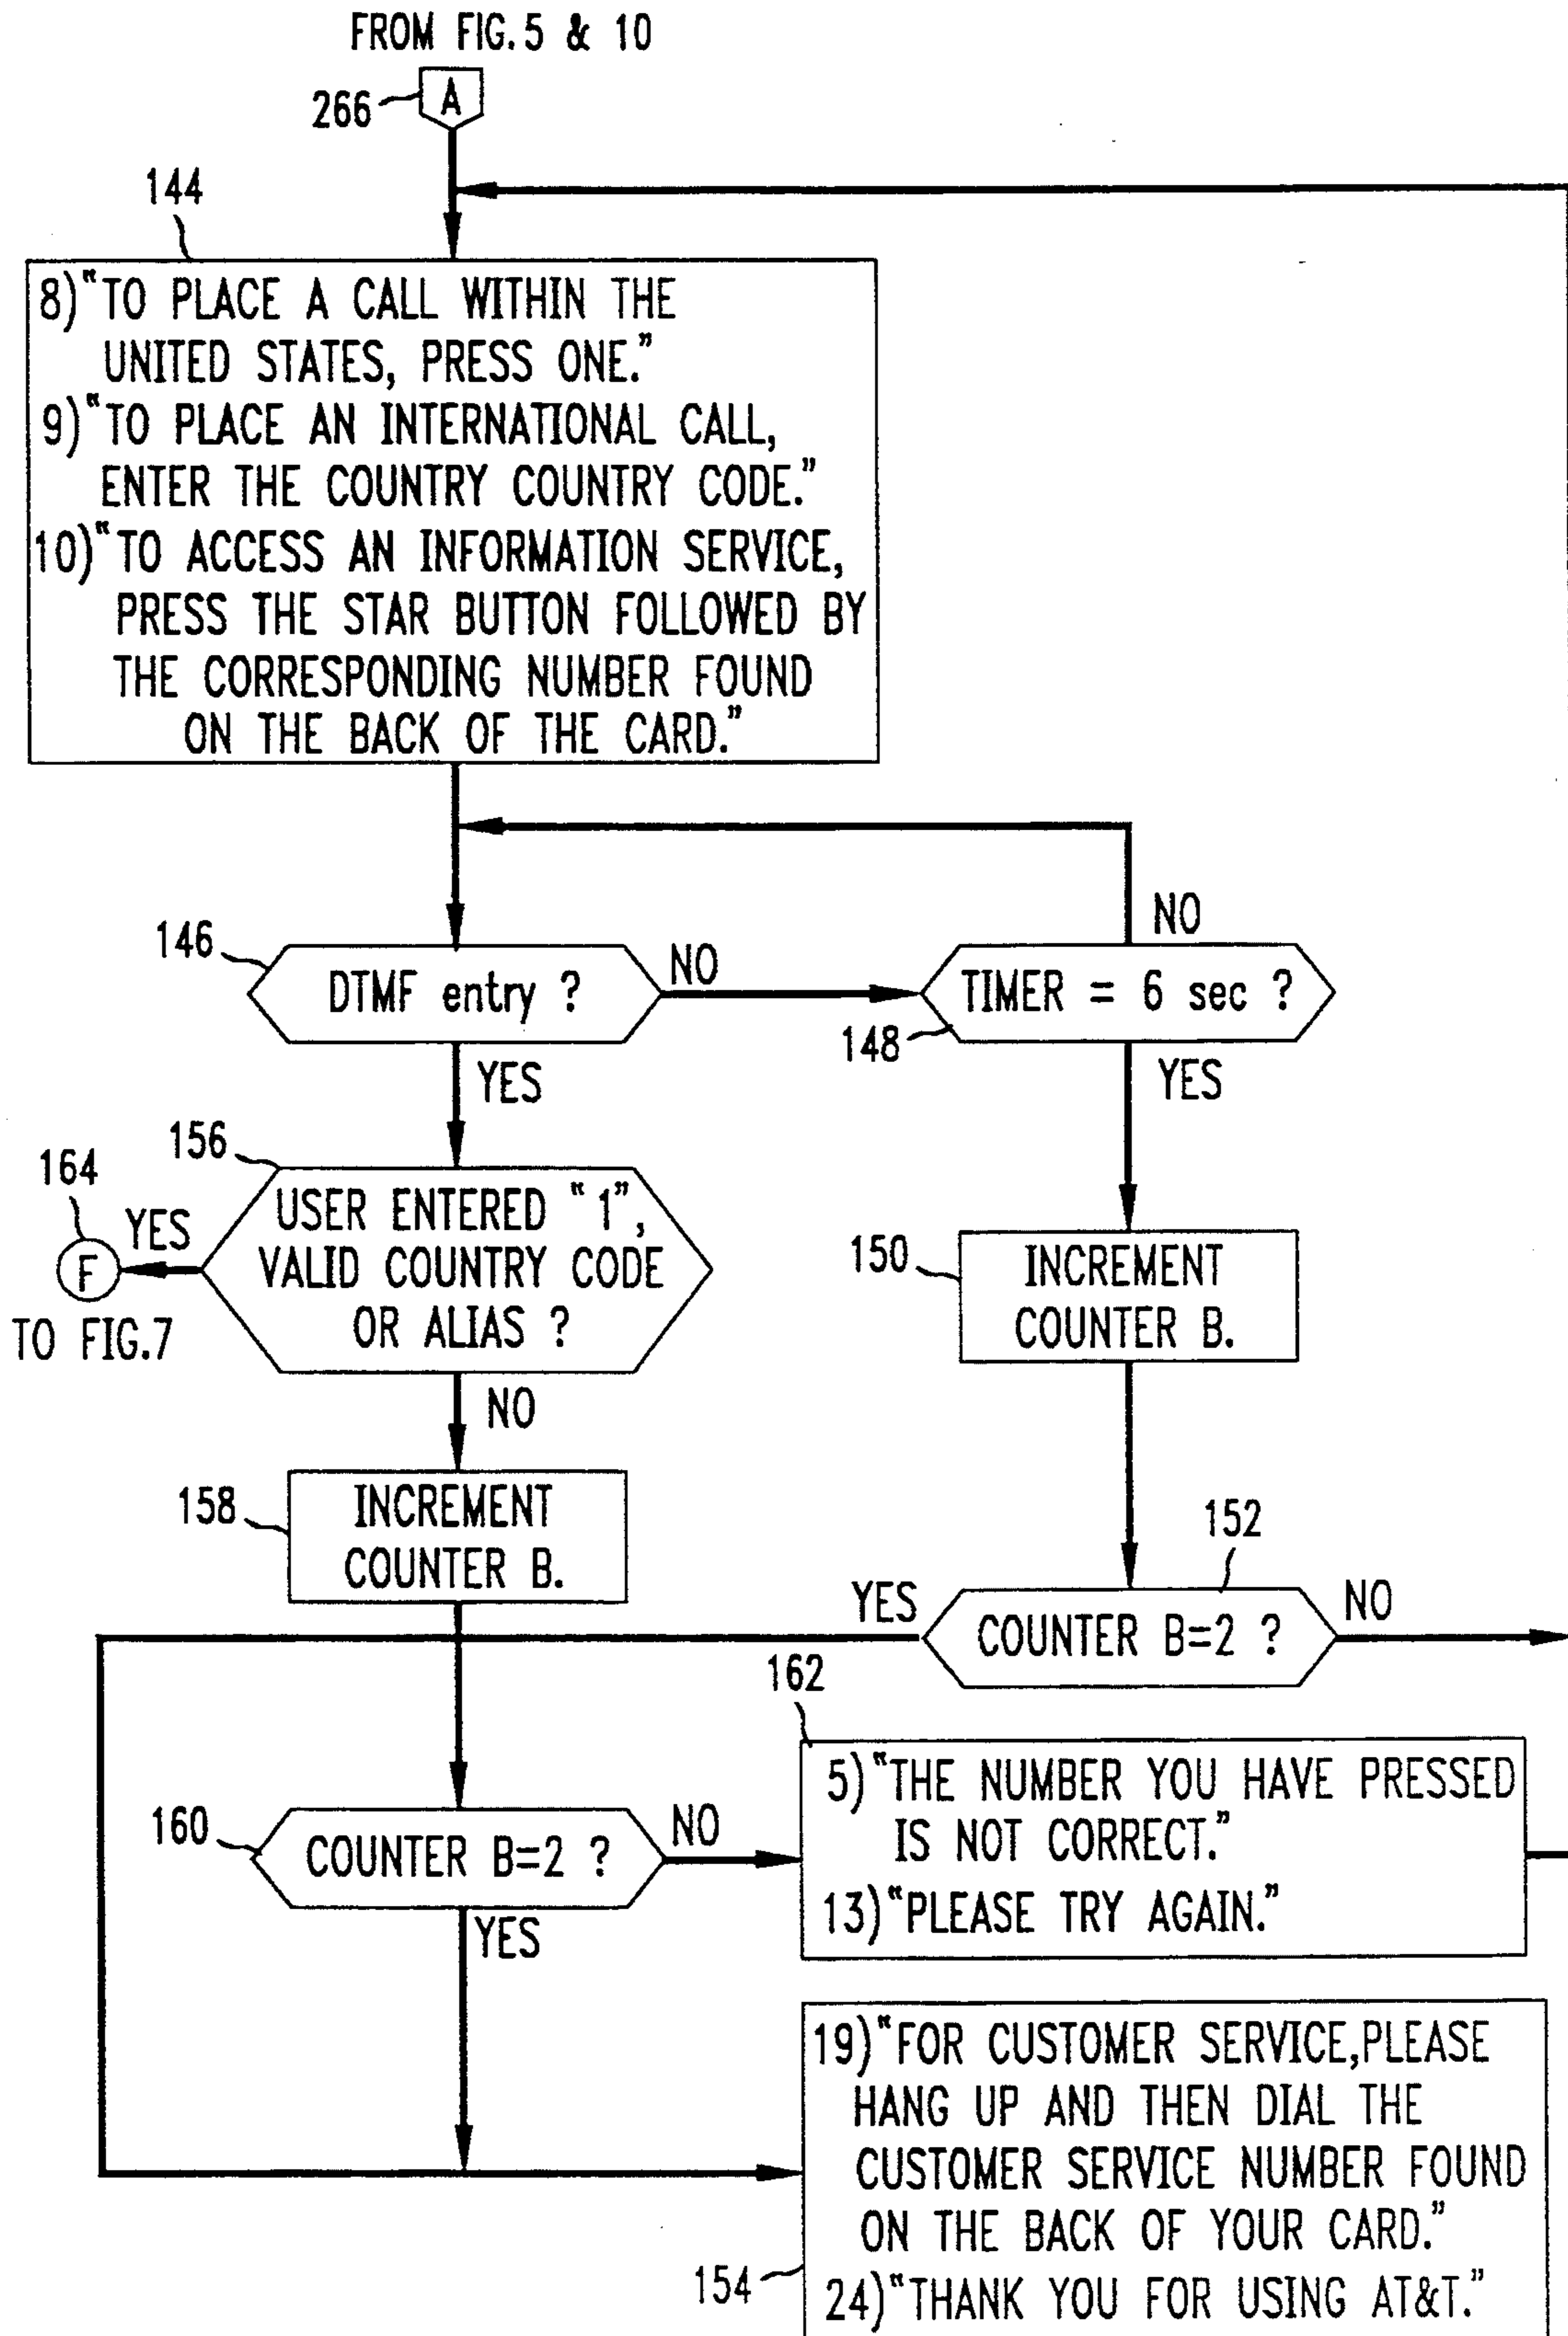 FROM FIG. 5 & 10
266
A
144
8) "TO PLACE A CALL WITHIN THE
UNITED STATES, PRESS ONE."
9) "TO PLACE AN INTERNATIONAL CALL,
ENTER THE COUNTRY COUNTRY CODE."
10) "TO ACCESS AN INFORMATION SERVICE,
PRESS THE STAR BUTTON FOLLOWED BY
THE CORRESPONDING NUMBER FOUND
ON THE BACK OF THE CARD."
146
DTMF entry ?
NO
NO
TIMER = 6 sec ?
148
YES
YES
156
164
YES
F
TO FIG.7
USER ENTERED "1",
VALID COUNTRY CODE
OR ALIAS ?
150
INCREMENT
COUNTER B.
NO
158
INCREMENT
COUNTER B.
152
YES
COUNTER B=2 ?
NO
162
160
COUNTER B=2 ?
NO
YES
5) "THE NUMBER YOU HAVE PRESSED
IS NOT CORRECT."
13) "PLEASE TRY AGAIN."
19) "FOR CUSTOMER SERVICE,PLEASE
HANG UP AND THEN DIAL THE
CUSTOMER SERVICE NUMBER FOUND
ON THE BACK OF YOUR CARD."
154
24) "THANK YOU FOR USING AT&T."